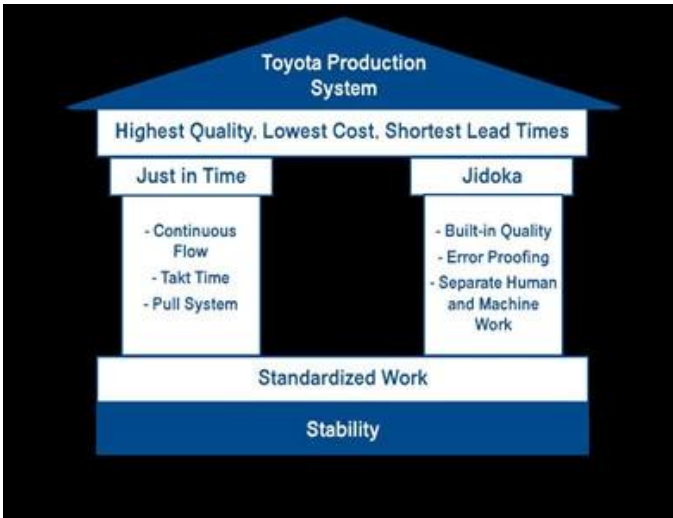 Toyota Production
System
Highest Quality, Lowest Cost, Shortest Lead Times
Just in Time
- Continuous
Flow
- Takt Time
- Pull System
Jidoka
- Built-in Quality
- Error Proofing
- Separate Human
and Machine
Work
Standardized Work
Stability